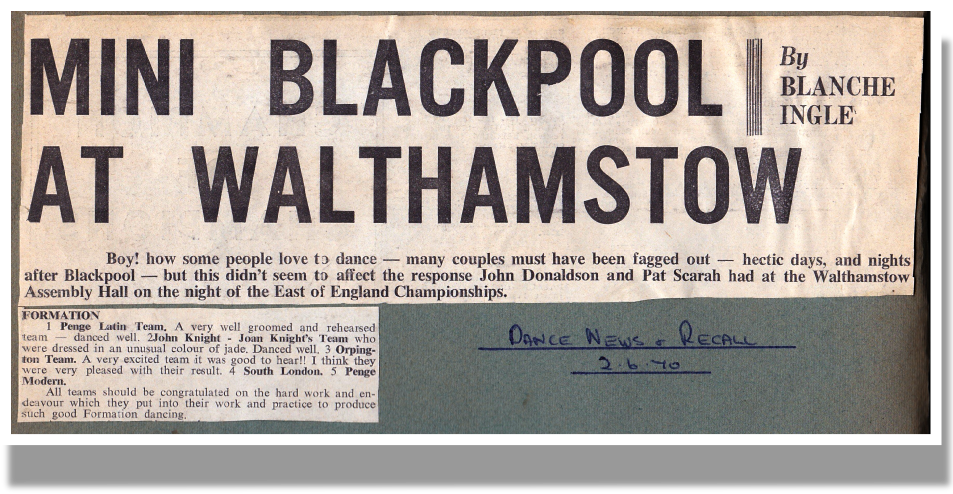 MINI BLACKPOOL
By
BLANCHE
INGLE
AT WALTHAMSTOW
Boy! how some people love to dance — many couples must have been fagged out — hectic days, and nights
after Blackpool — but this didn't seem to affect the response John Donaldson and Pat Scarah had at the Walthamstow
Assembly Hall on the night of the East of England Championships.
FORMATION
1 Penge Latin Team. A very well groomed and rehearsed
team — danced well. 2John Knight - Joan Knight's Team who
were dressed in an unusual colour of jade. Danced well. 3 Orping-
ton Team. A very excited team it was good to hear!! I think they
were very pleased with their result. 4 South London. 5 Penge
Modern.
All teams should be congratulated on the hard work and en-
deavour which they put into their work and practice to produce
such good Formation dancing.
DANCE NEWS & RECALL
2·6·70